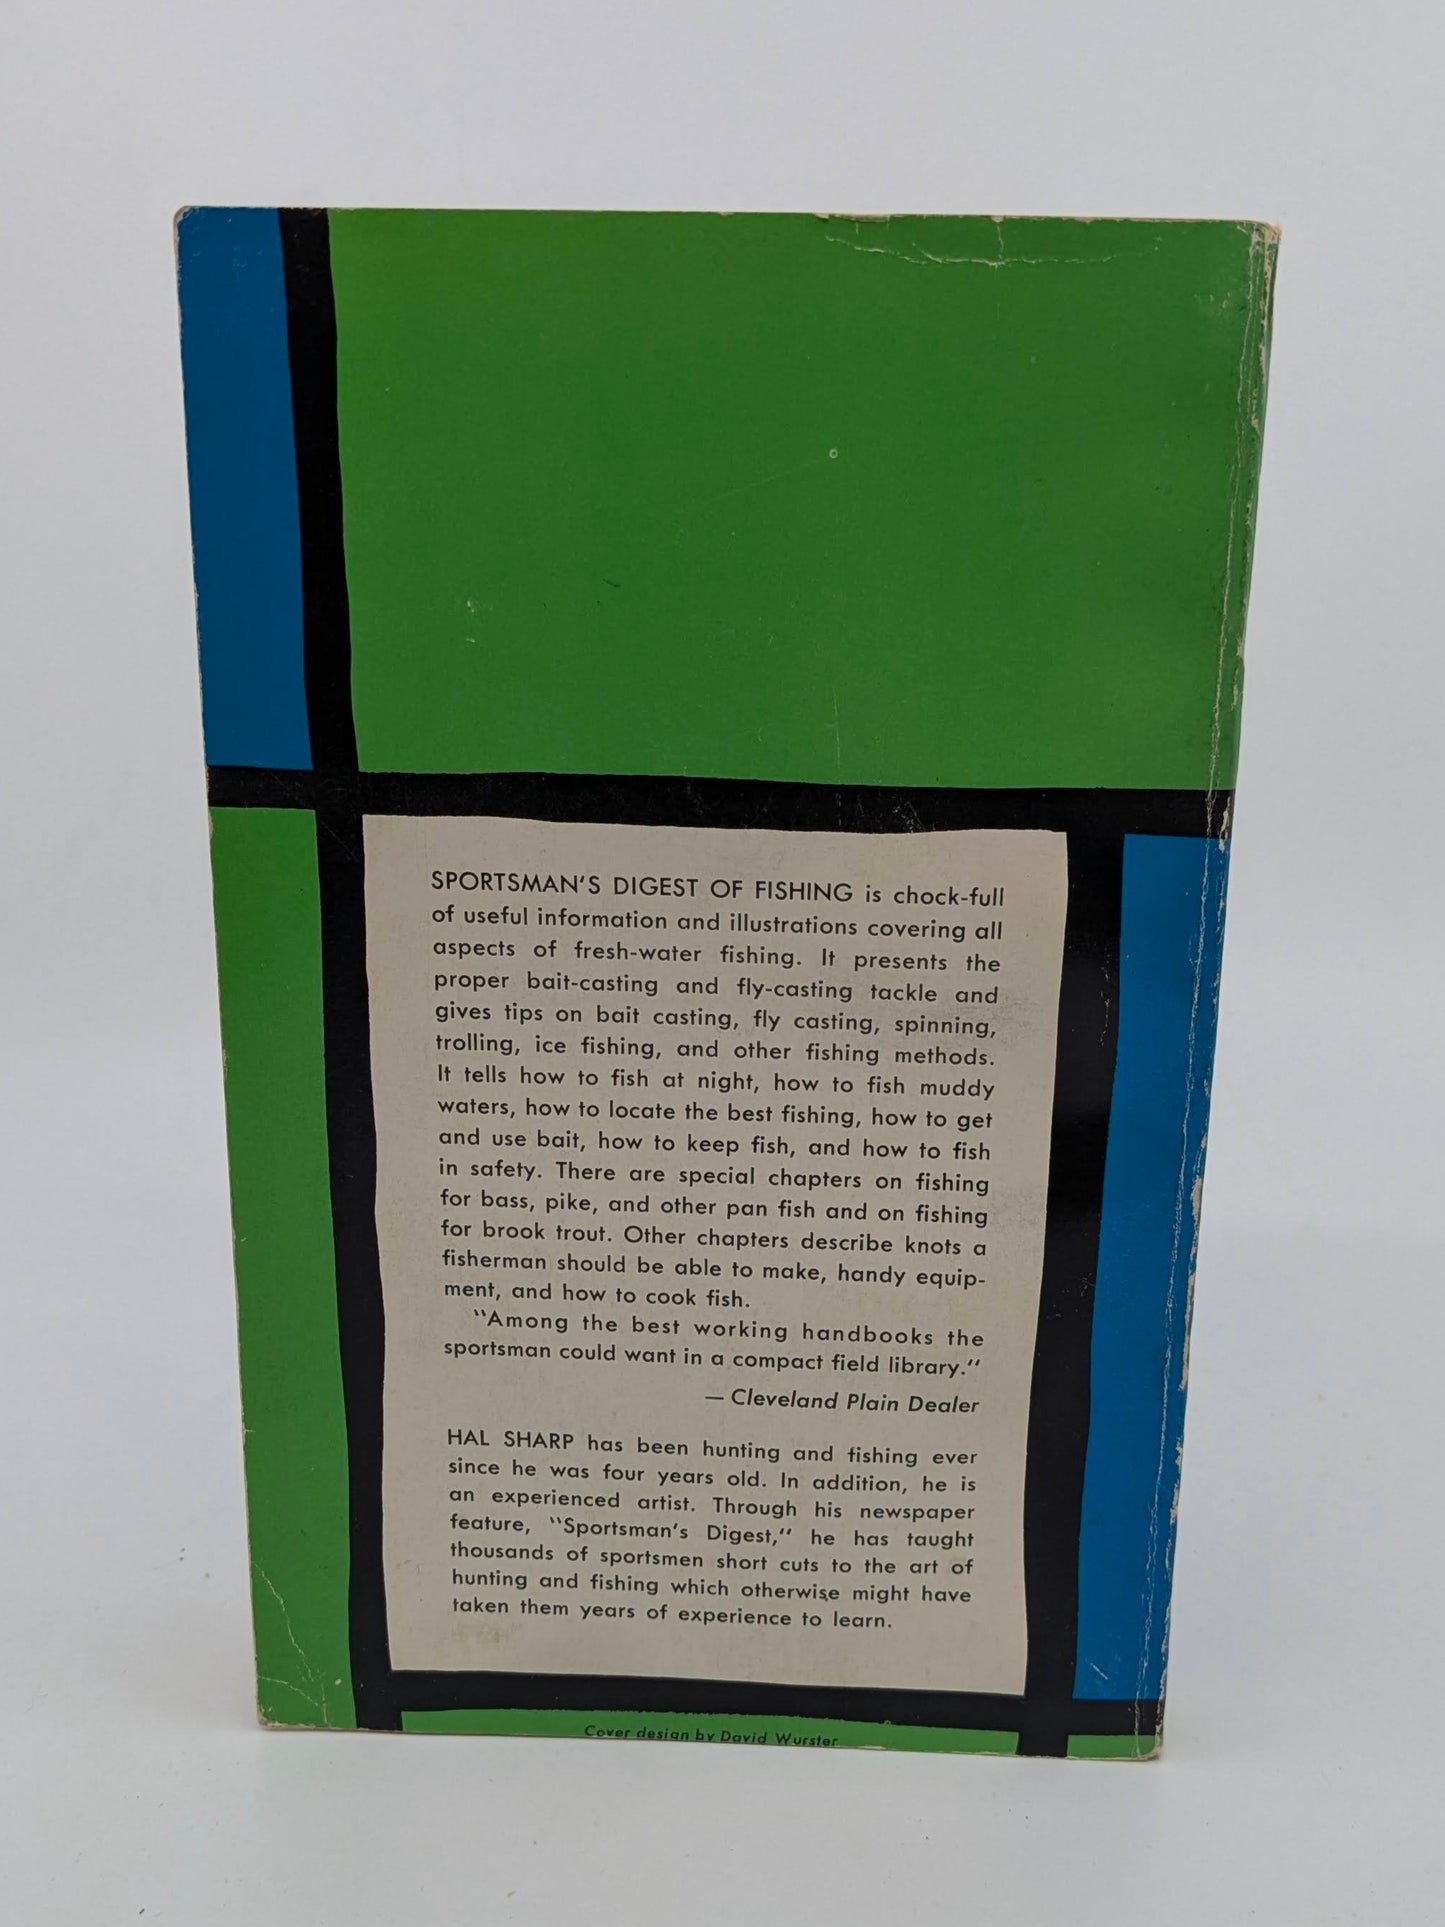 SPORTSMAN'S DIGEST OF FISHING is chock-full
of useful information and illustrations covering all
aspects of fresh-water fishing. It presents the
proper bait-casting and fly-casting tackle and
gives tips on bait casting, fly casting, spinning,
trolling, ice fishing, and other fishing methods.
It tells how to fish at night, how to fish muddy
waters, how to locate the best fishing, how to get
and use bait, how to keep fish, and how to fish
in safety. There are special chapters on fishing
for bass, pike, and other pan fish and on fishing
for brook trout. Other chapters describe knots a
fisherman should be able to make, handy equip-
ment, and how to cook fish.
"Among the best working handbooks the
sportsman could want in a compact field library."
— Cleveland Plain Dealer
HAL SHARP has been hunting and fishing ever
since he was four years old. In addition, he is
an experienced artist. Through his newspaper
feature, "Sportsman's Digest," he has taught
thousands of sportsmen short cuts to the art of
hunting and fishing which otherwise might have
taken them years of experience to learn.
Cover design by David Wurster